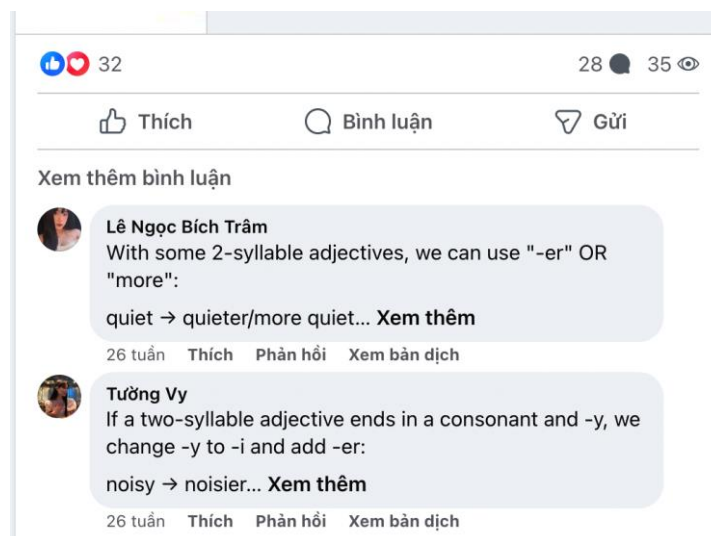 32
28 35
Thích Bình luận Gửi
Xem thêm bình luận
Lê Ngọc Bích Trâm
With some 2-syllable adjectives, we can use "-er" OR
"more":
quiet → quieter/more quiet... Xem thêm
26 tuần Thích Phản hồi Xem bản dịch
Tường Vy
If a two-syllable adjective ends in a consonant and -y, we
change -y to -i and add -er:
noisy → noisier... Xem thêm
26 tuần Thích Phản hồi Xem bản dịch